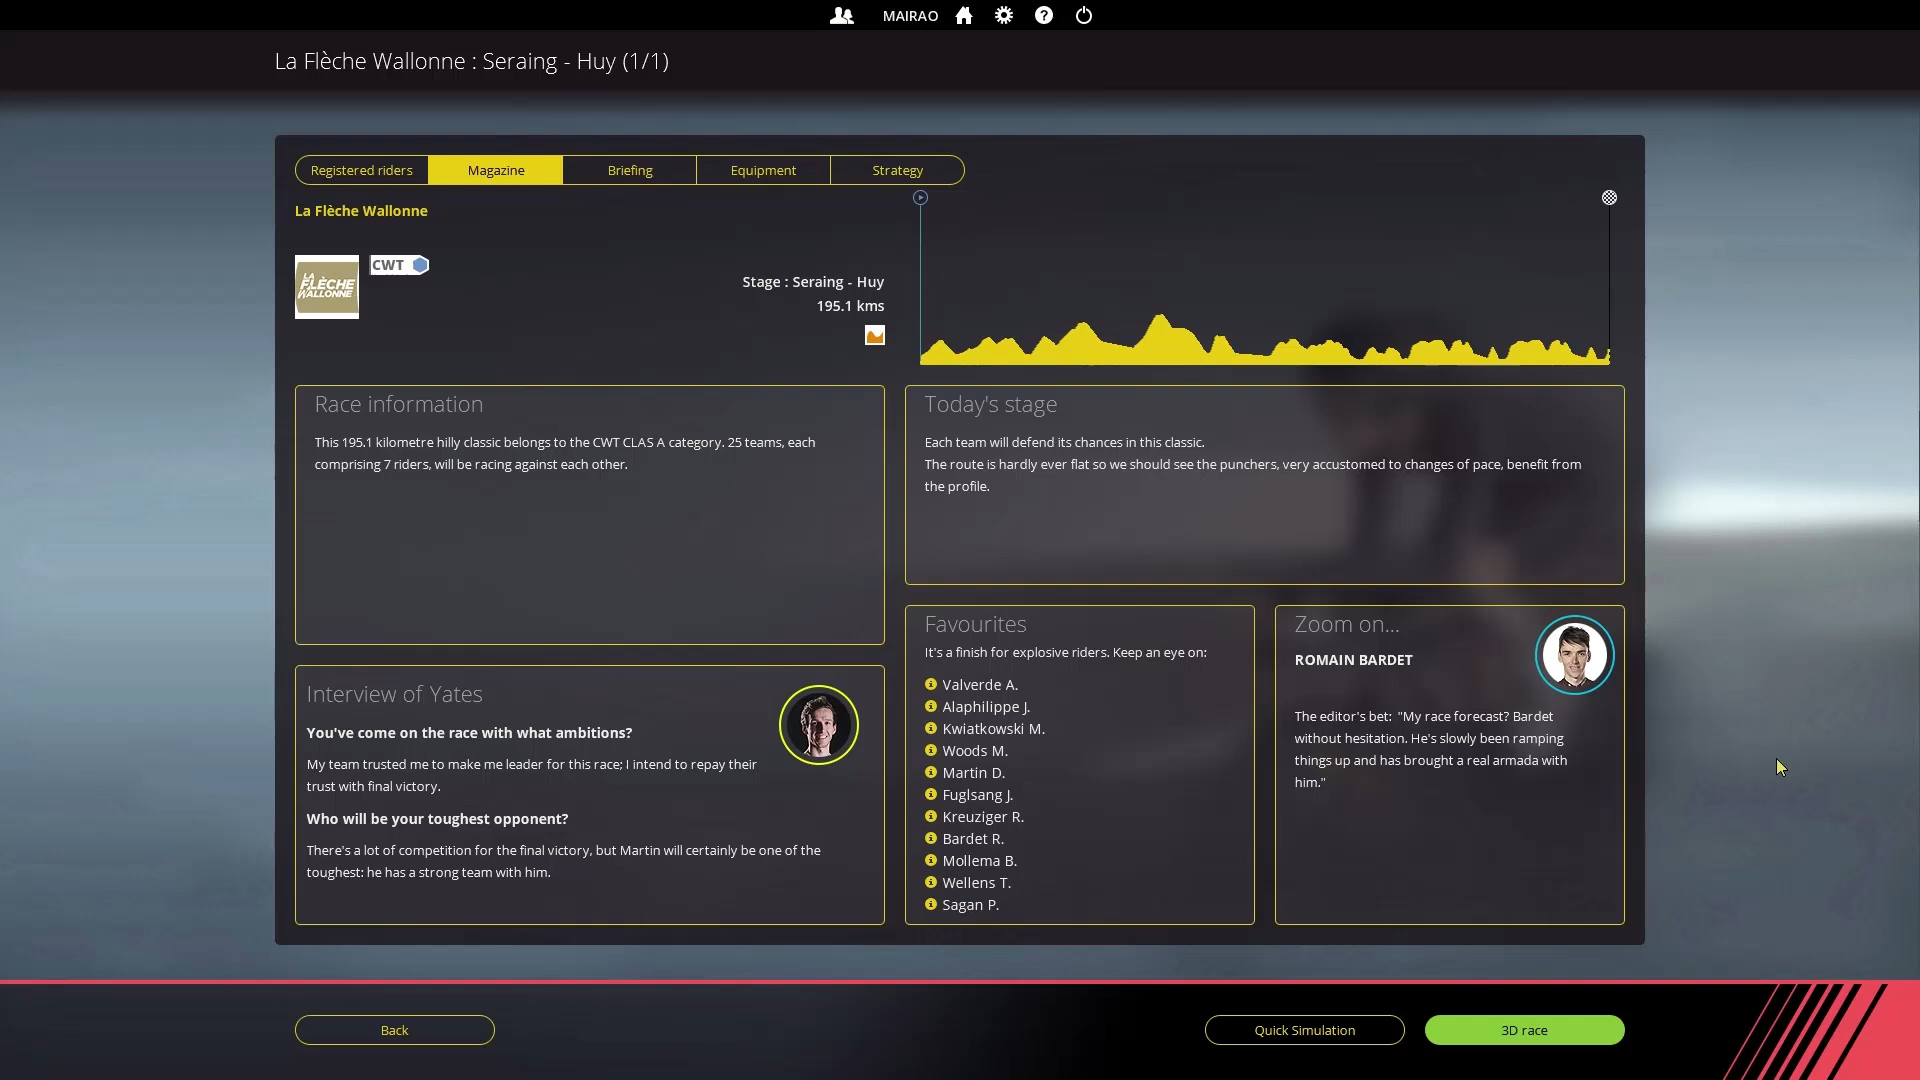 MAIRAO
La Flèche Wallonne : Seraing - Huy (1/1)
Registered riders
Magazine
Briefing
Equipment
Strategy
La Flèche Wallonne
LA FLÈCHE WALLONNE
CWT
Stage : Seraing - Huy
195.1 kms
Race information
This 195.1 kilometre hilly classic belongs to the CWT CLAS A category. 25 teams, each
comprising 7 riders, will be racing against each other.
Today's stage
Each team will defend its chances in this classic.
The route is hardly ever flat so we should see the punchers, very accustomed to changes of pace, benefit from
the profile.
Interview of Yates
You've come on the race with what ambitions?
My team trusted me to make me leader for this race; I intend to repay their
trust with final victory.
Who will be your toughest opponent?
There's a lot of competition for the final victory, but Martin will certainly be one of the
toughest: he has a strong team with him.
Favourites
It's a finish for explosive riders. Keep an eye on:
Valverde A.
Alaphilippe J.
Kwiatkowski M.
Woods M.
Martin D.
Fuglsang J.
Kreuziger R.
Bardet R.
Mollema B.
Wellens T.
Sagan P.
Zoom on...
ROMAIN BARDET
The editor's bet: "My race forecast? Bardet
without hesitation. He's slowly been ramping
things up and has brought a real armada with
him."
Back
Quick Simulation
3D race